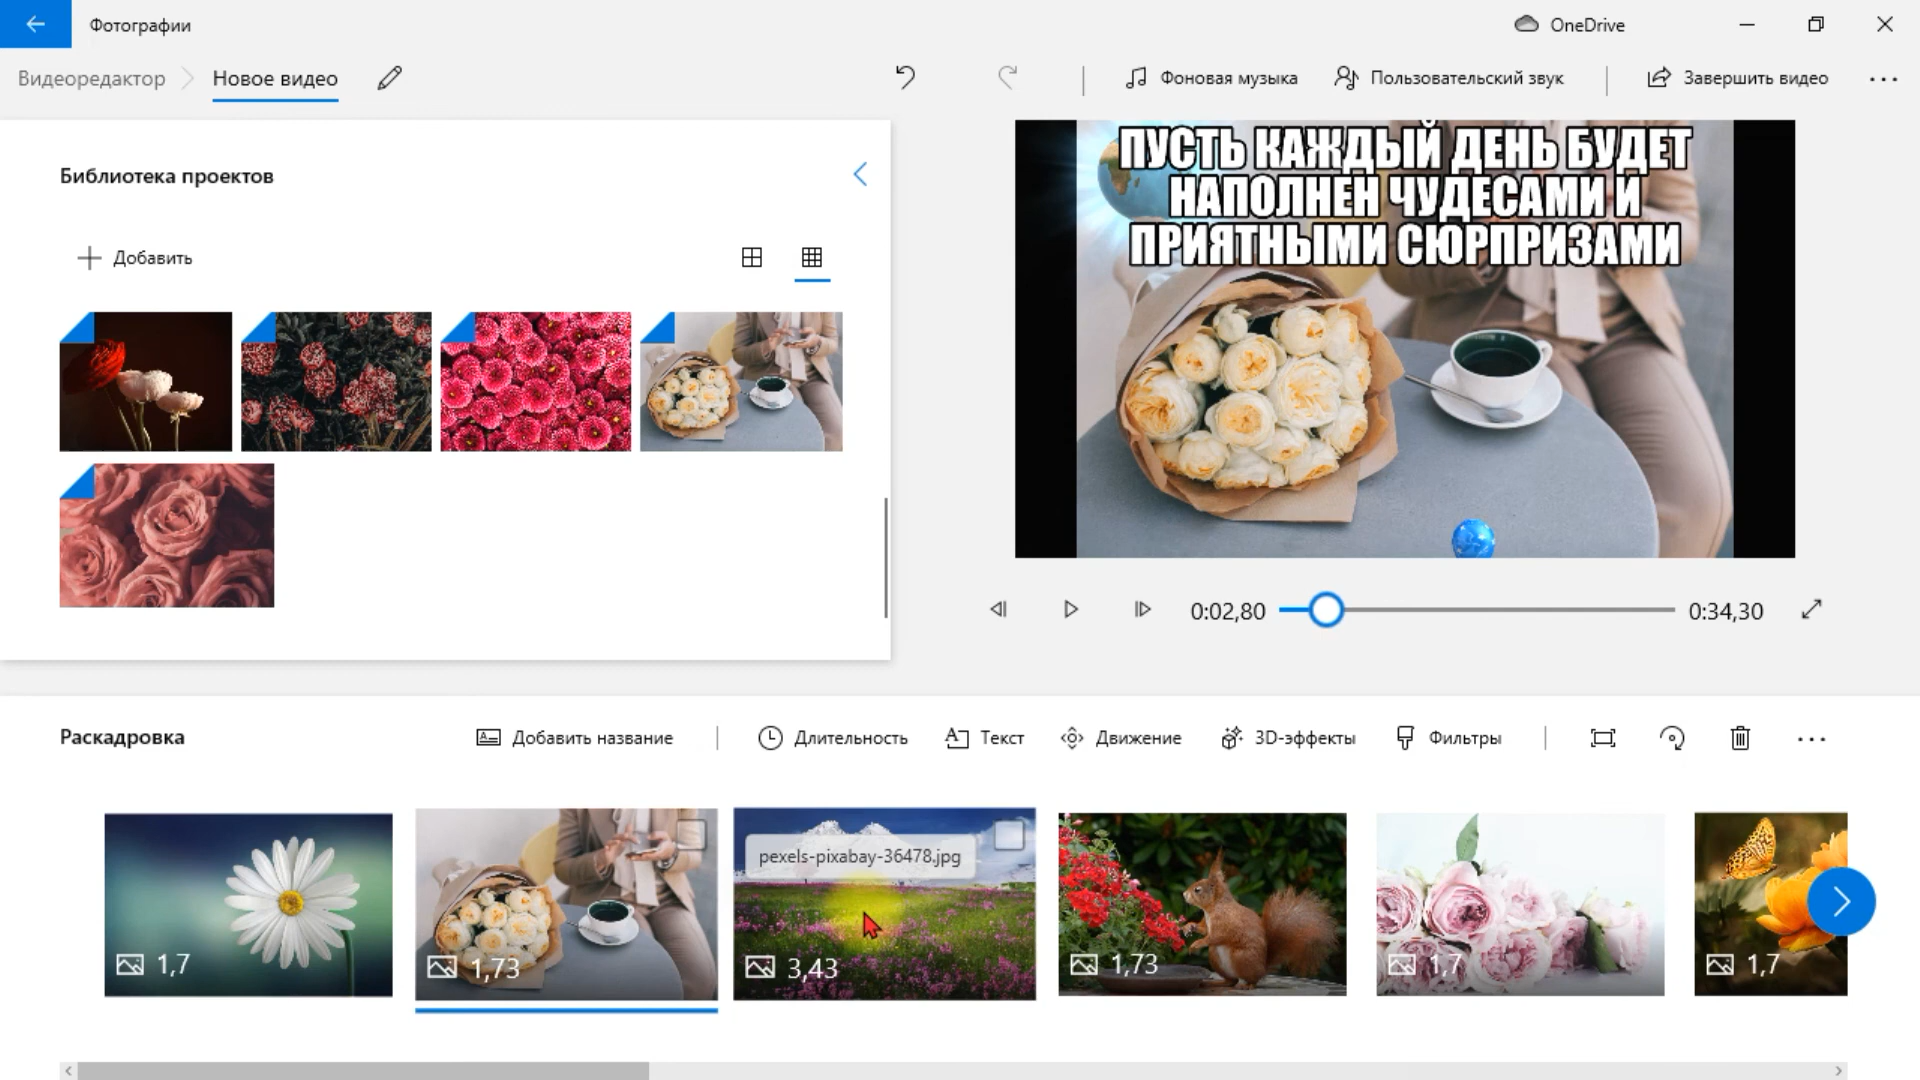 Фотографии
OneDrive
Видеоредактор
Новое видео
Фоновая музыка
Пользовательский звук
Завершить видео
Библиотека проектов
Добавить
ПУСТЬ КАЖДЫЙ ДЕНЬ БУДЕТ
НАПОЛНЕН ЧУДЕСАМИ И
ПРИЯТНЫМИ СЮРПРИЗАМИ
0:02,80
0:34,30
Раскадровка
Добавить название
Длительность
Текст
Движение
3D-эффекты
Фильтры
pexels-pixabay-36478.jpg
1,7
1,73
3,43
1,73
1,7
1,7